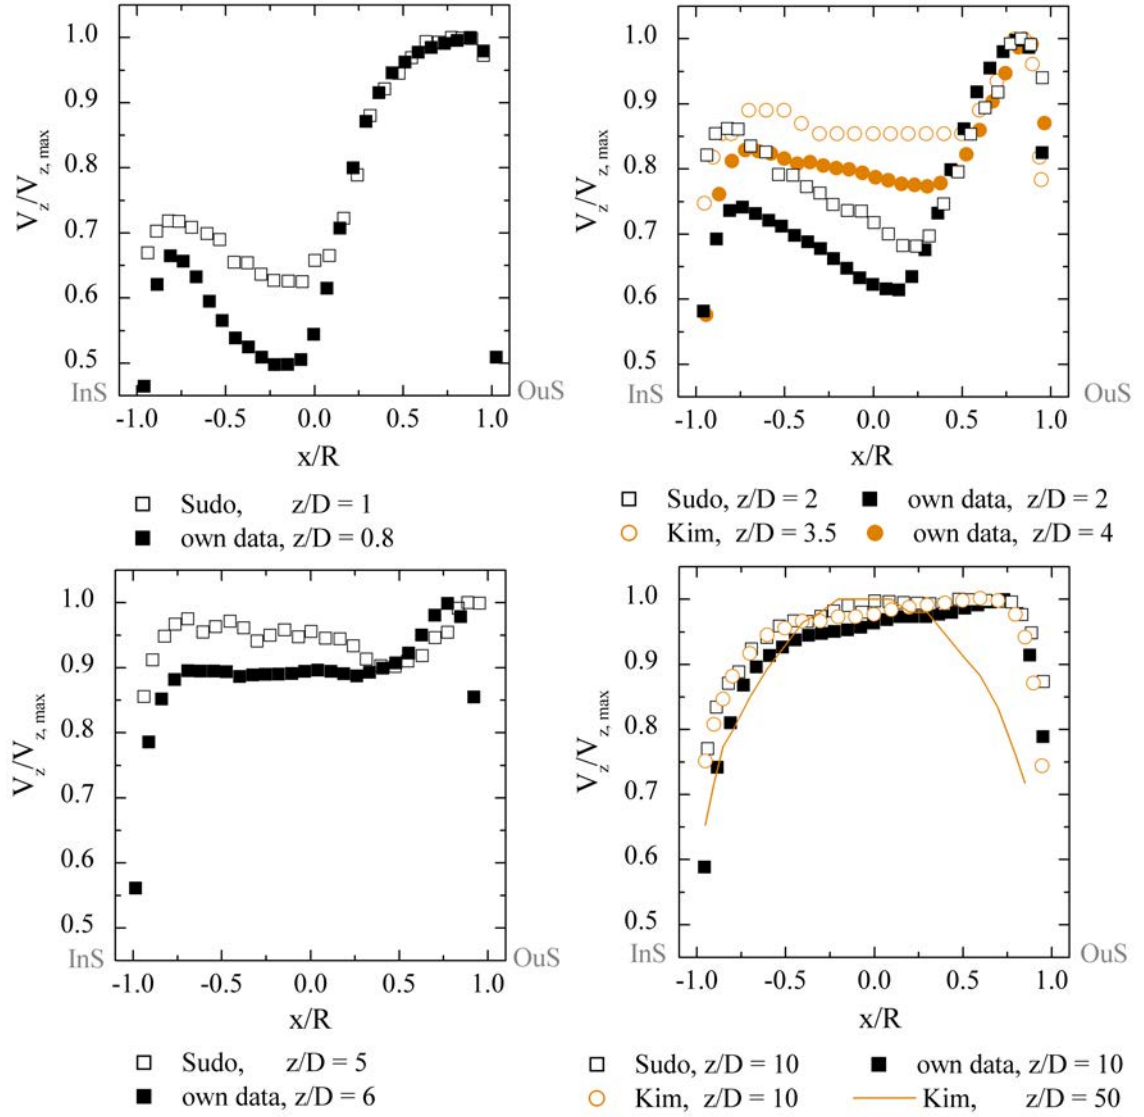 1.0
0.9
0.8
0.7
0.6
0.5
V_z/V_z, max
InS
OuS
-1.0 -0.5 0.0 0.5 1.0
x/R
Sudo, z/D = 1
own data, z/D = 0.8
1.0
0.9
0.8
0.7
0.6
0.5
V_z/V_z, max
InS
OuS
-1.0 -0.5 0.0 0.5 1.0
x/R
Sudo, z/D = 2 own data, z/D = 2
Kim, z/D = 3.5 own data, z/D = 4
1.0
0.9
0.8
0.7
0.6
0.5
V_z/V_z, max
InS
OuS
-1.0 -0.5 0.0 0.5 1.0
x/R
Sudo, z/D = 5
own data, z/D = 6
1.0
0.9
0.8
0.7
0.6
0.5
V_z/V_z, max
InS
OuS
-1.0 -0.5 0.0 0.5 1.0
x/R
Sudo, z/D = 10 own data, z/D = 10
Kim, z/D = 10 Kim, z/D = 50